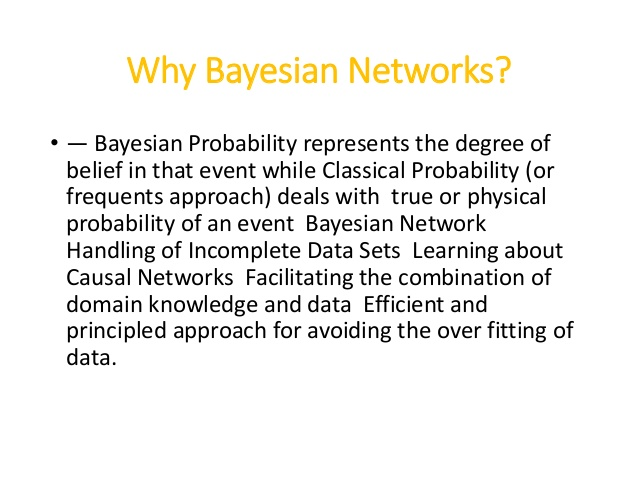 Why Bayesian Networks?
• — Bayesian Probability represents the degree of
belief in that event while Classical Probability (or
frequents approach) deals with  true or physical
probability of an event  Bayesian Network
Handling of Incomplete Data Sets  Learning about
Causal Networks  Facilitating the combination of
domain knowledge and data  Efficient and
principled approach for avoiding the over fitting of
data.